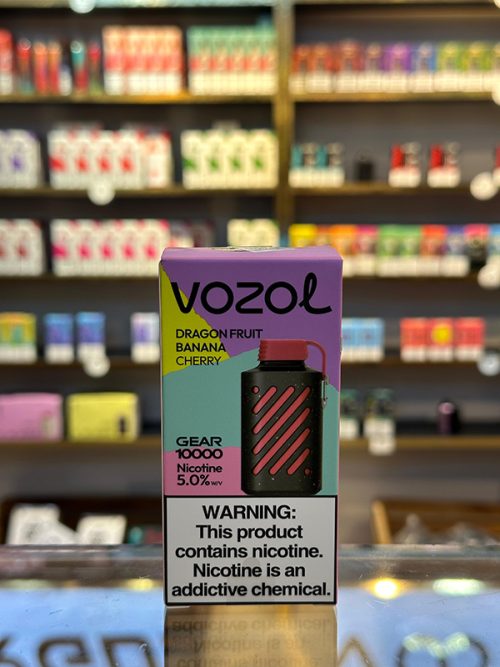 VOZOL
DRAGON FRUIT
BANANA
CHERRY
GEAR
10000
Nicotine
5.0% W/V
WARNING:
This product
contains nicotine.
Nicotine is an
addictive chemical.